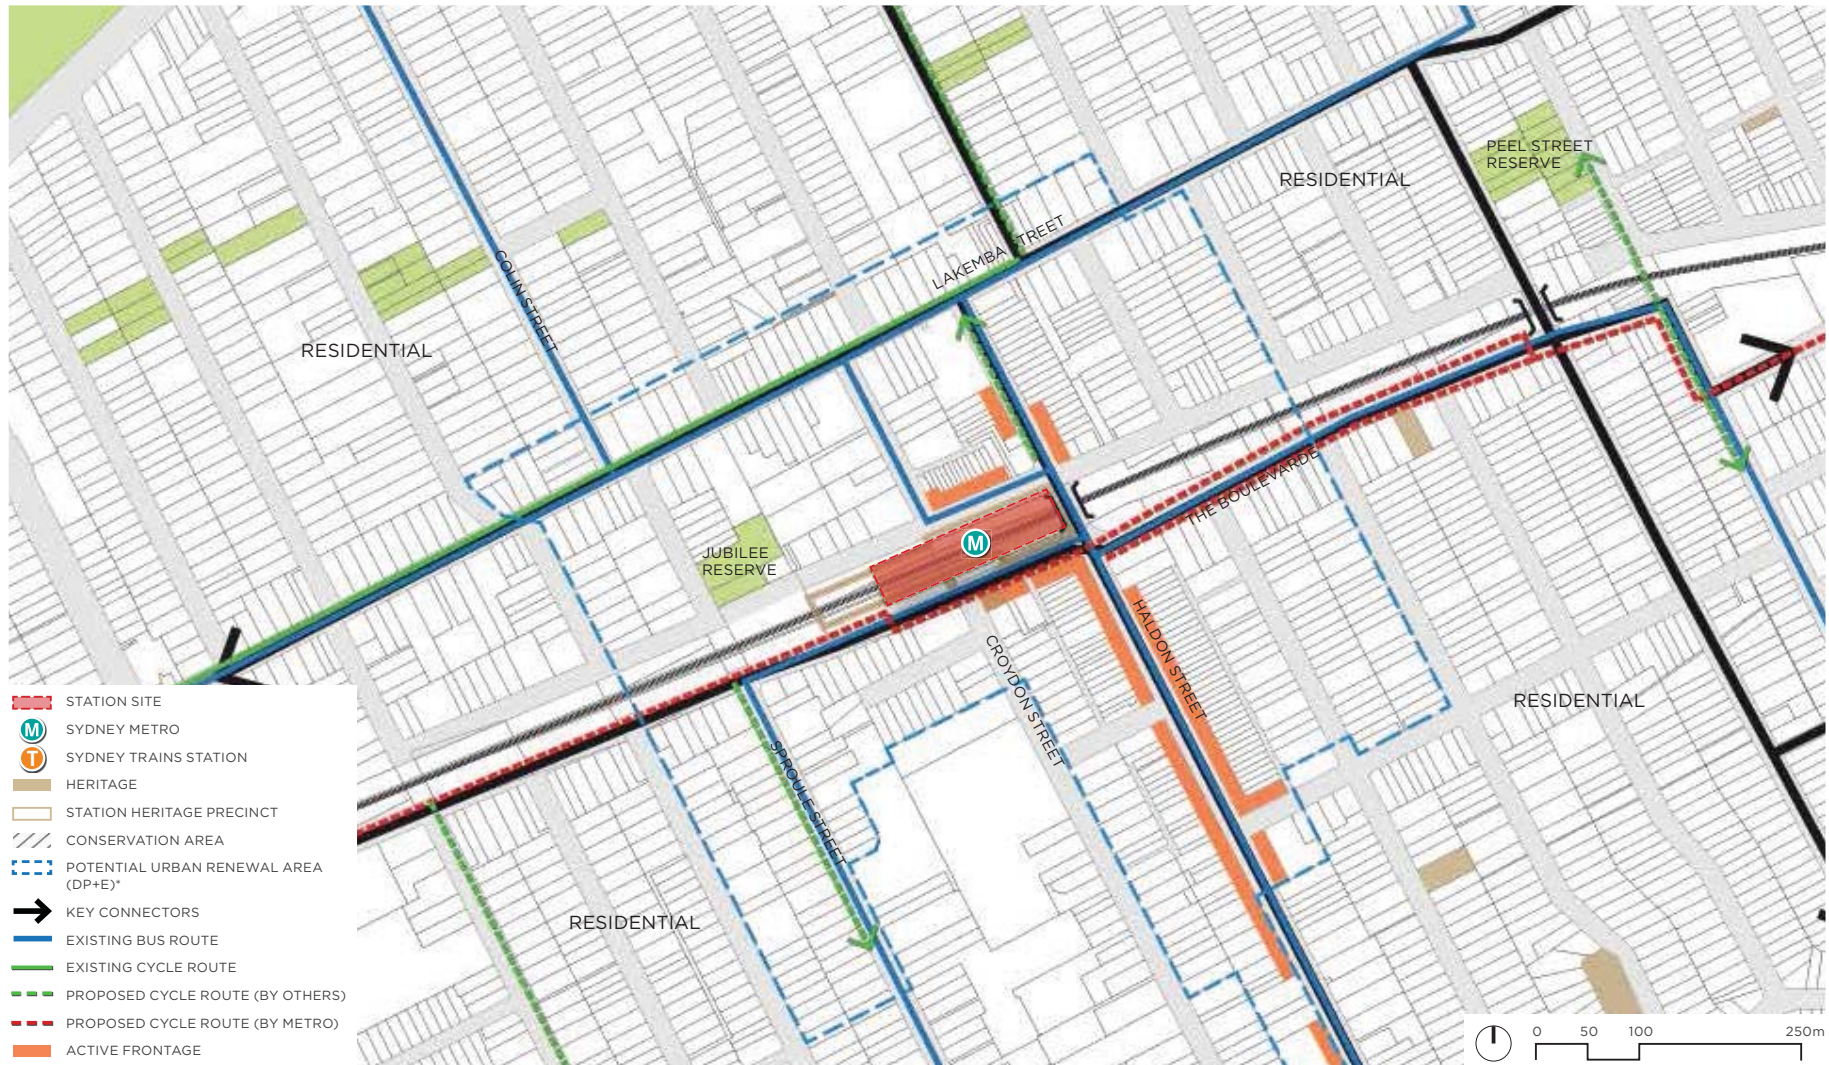 PEEL STREET
RESERVE
RESIDENTIAL
LAKEMBA STREET
COLIN STREET
RESIDENTIAL
THE BOULEVARDE
M
JUBILEE
RESERVE
HALDON STREET
CROYDON STREET
RESIDENTIAL
SPROULE STREET
RESIDENTIAL
STATION SITE
M SYDNEY METRO
T SYDNEY TRAINS STATION
HERITAGE
STATION HERITAGE PRECINCT
CONSERVATION AREA
POTENTIAL URBAN RENEWAL AREA
(DP+E)*
KEY CONNECTORS
EXISTING BUS ROUTE
EXISTING CYCLE ROUTE
PROPOSED CYCLE ROUTE (BY OTHERS)
PROPOSED CYCLE ROUTE (BY METRO)
ACTIVE FRONTAGE
0 50 100 250m